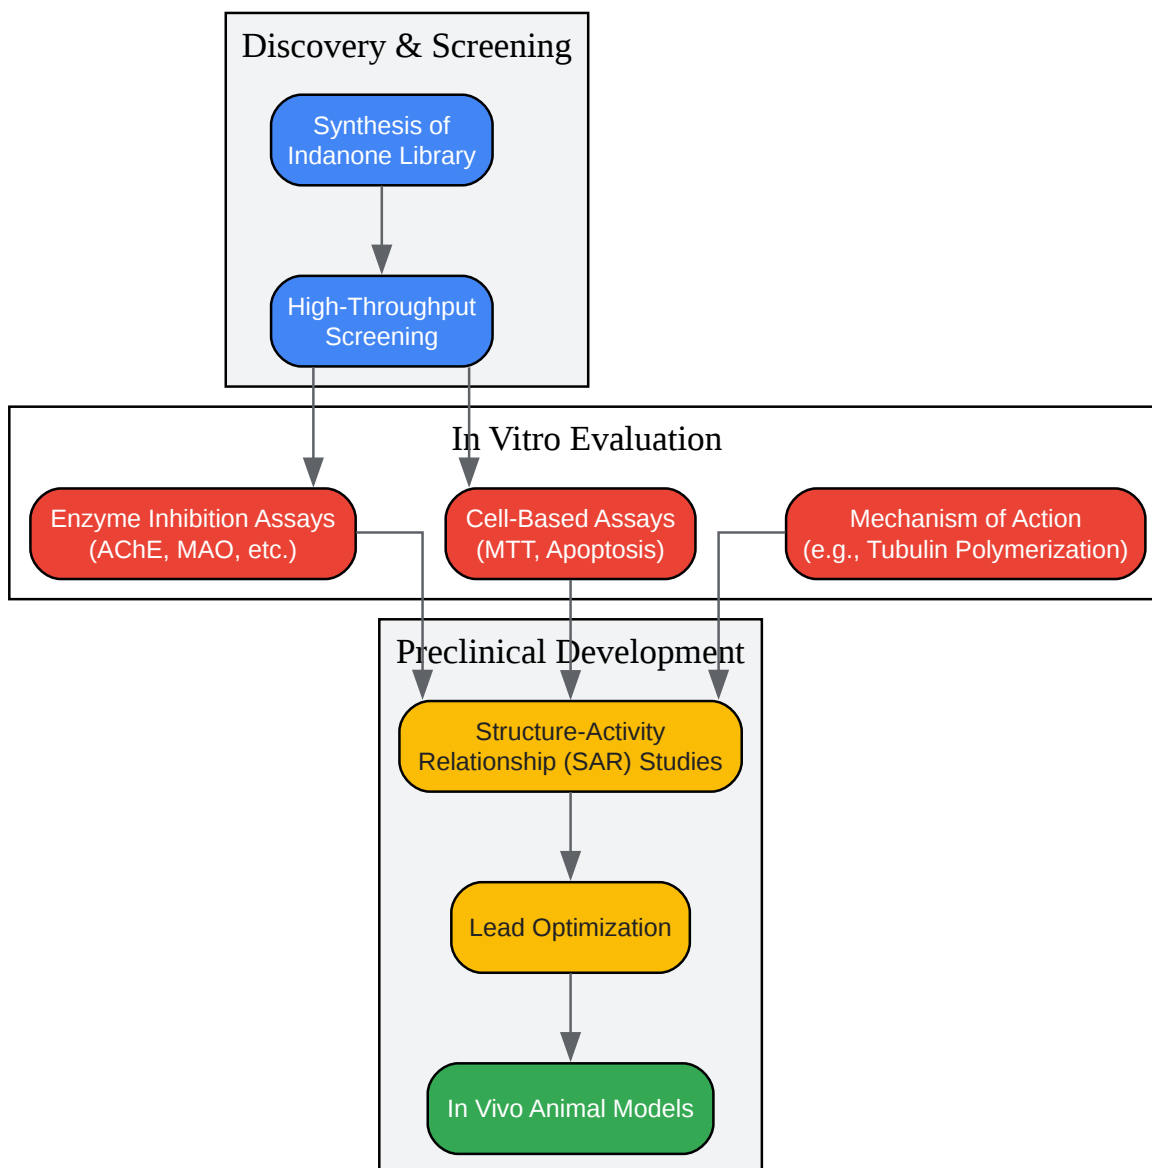 Discovery & Screening
Synthesis of
Indanone Library
High-Throughput
Screening
In Vitro Evaluation
Enzyme Inhibition Assays
(AChE, MAO, etc.)
Cell-Based Assays
(MTT, Apoptosis)
Mechanism of Action
(e.g., Tubulin Polymerization)
Preclinical Development
Structure-Activity
Relationship (SAR) Studies
Lead Optimization
In Vivo Animal Models